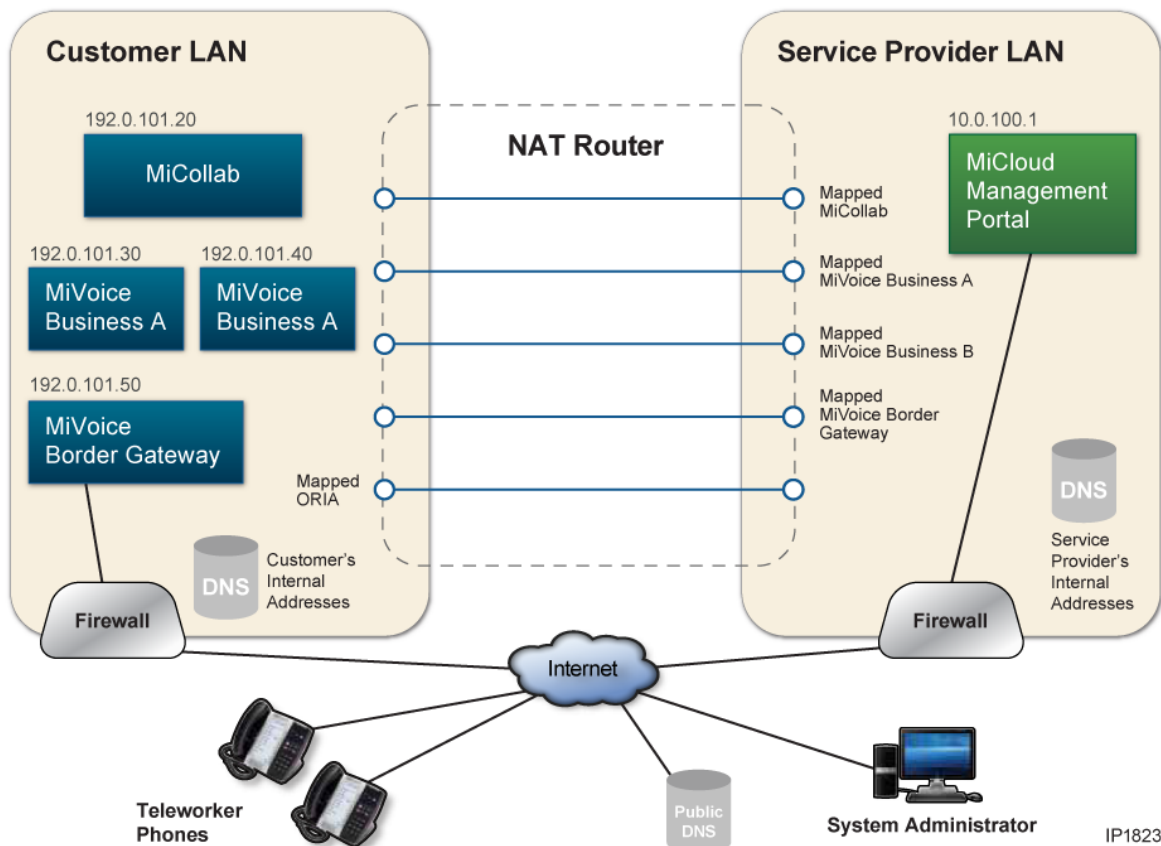 Customer LAN
192.0.101.20
MiCollab
192.0.101.30
MiVoice
Business A
192.0.101.40
MiVoice
Business A
192.0.101.50
MiVoice
Border Gateway
Mapped
ORIA
DNS
Customer's
Internal
Addresses
Firewall
NAT Router
Mapped
MiCollab
Mapped
MiVoice Business A
Mapped
MiVoice Business B
Mapped
MiVoice Border
Gateway
Service Provider LAN
10.0.100.1
MiCloud
Management
Portal
DNS
Service
Provider's
Internal
Addresses
Firewall
Internet
Teleworker
Phones
Public
DNS
System Administrator
IP1823